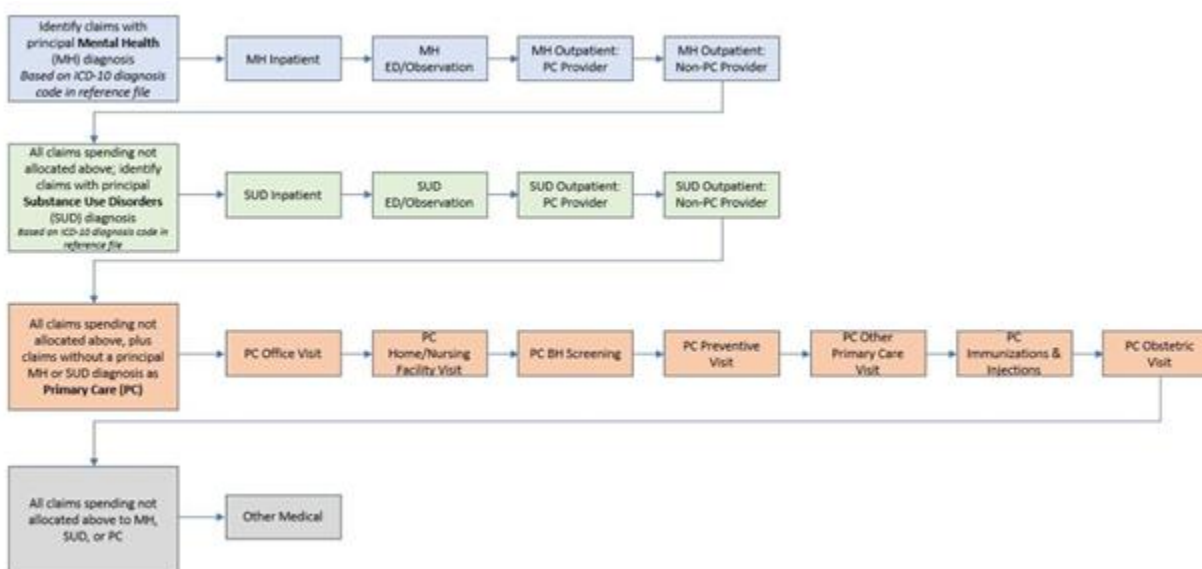 Identify claims with
principal Mental Health
(MH) diagnosis
Based on ICD-10 diagnosis
code in reference file
MH Inpatient
MH
ED/Observation
MH Outpatient:
PC Provider
MH Outpatient:
Non-PC Provider
All claims spending not
allocated above; identify
claims with principal
Substance Use Disorders
(SUD) diagnosis
Based on ICD-10 diagnosis code in
reference file
SUD Inpatient
SUD
ED/Observation
SUD Outpatient:
PC Provider
SUD Outpatient:
Non-PC Provider
All claims spending not
allocated above, plus
claims without a principal
MH or SUD diagnosis as
Primary Care (PC)
PC Office Visit
PC
Home/Nursing
Facility Visit
PC BH Screening
PC Preventive
Visit
PC Other
Primary Care
Visit
PC
Immunizations &
Injections
PC Obstetric
Visit
All claims spending not
allocated above to MH,
SUD, or PC
Other Medical